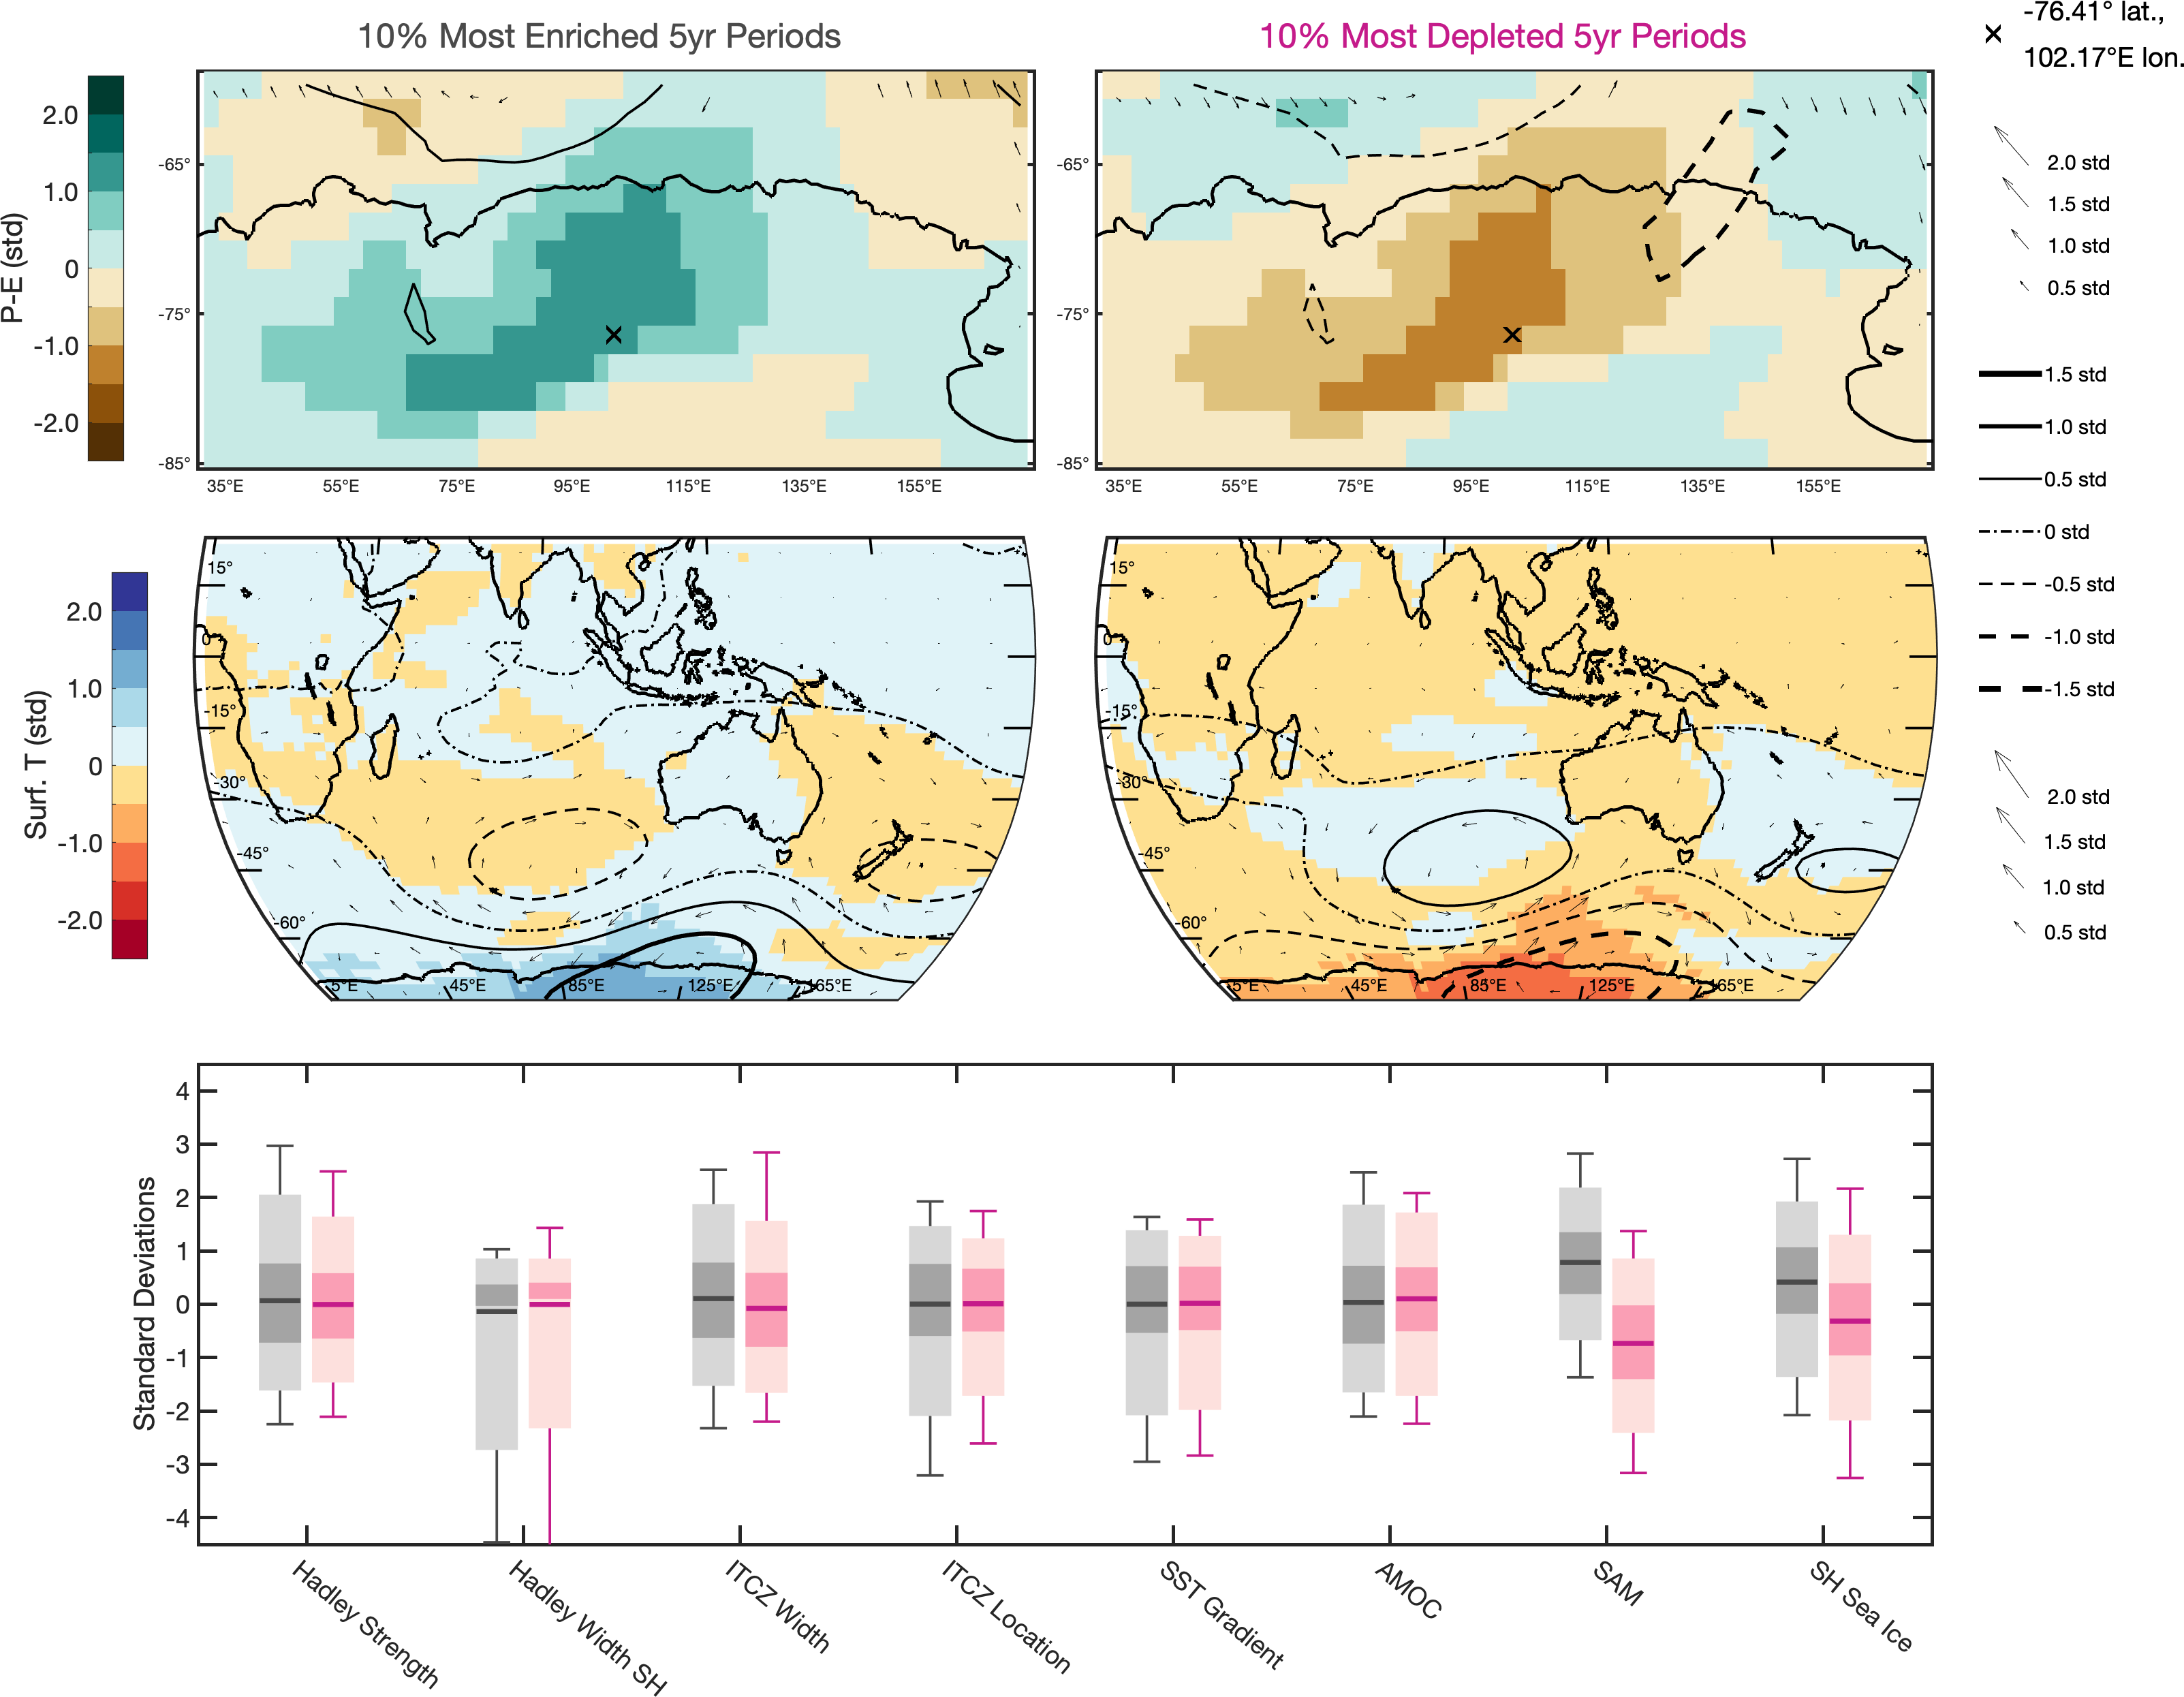 10% Most Enriched 5yr Periods
10% Most Depleted 5yr Periods
-76.41° lat.,
102.17°E lon.
P-E (std)
2.0
1.0
0
-1.0
-2.0
-65°
-75°
-85°
35°E 55°E 75°E 95°E 115°E 135°E 155°E
-65°
-75°
-85°
35°E 55°E 75°E 95°E 115°E 135°E 155°E
2.0 std
1.5 std
1.0 std
0.5 std
1.5 std
1.0 std
0.5 std
0 std
-0.5 std
-1.0 std
-1.5 std
2.0 std
1.5 std
1.0 std
0.5 std
Surf. T (std)
2.0
1.0
0
-1.0
-2.0
15°
0°
-15°
-30°
-45°
-60°
5°E 45°E 85°E 125°E 165°E
15°
0°
-15°
-30°
-45°
-60°
5°E 45°E 85°E 125°E 165°E
Standard Deviations
4
3
2
1
0
-1
-2
-3
-4
Hadley Strength
Hadley Width SH
ITCZ Width
ITCZ Location
SST Gradient
AMOC
SAM
SH Sea Ice